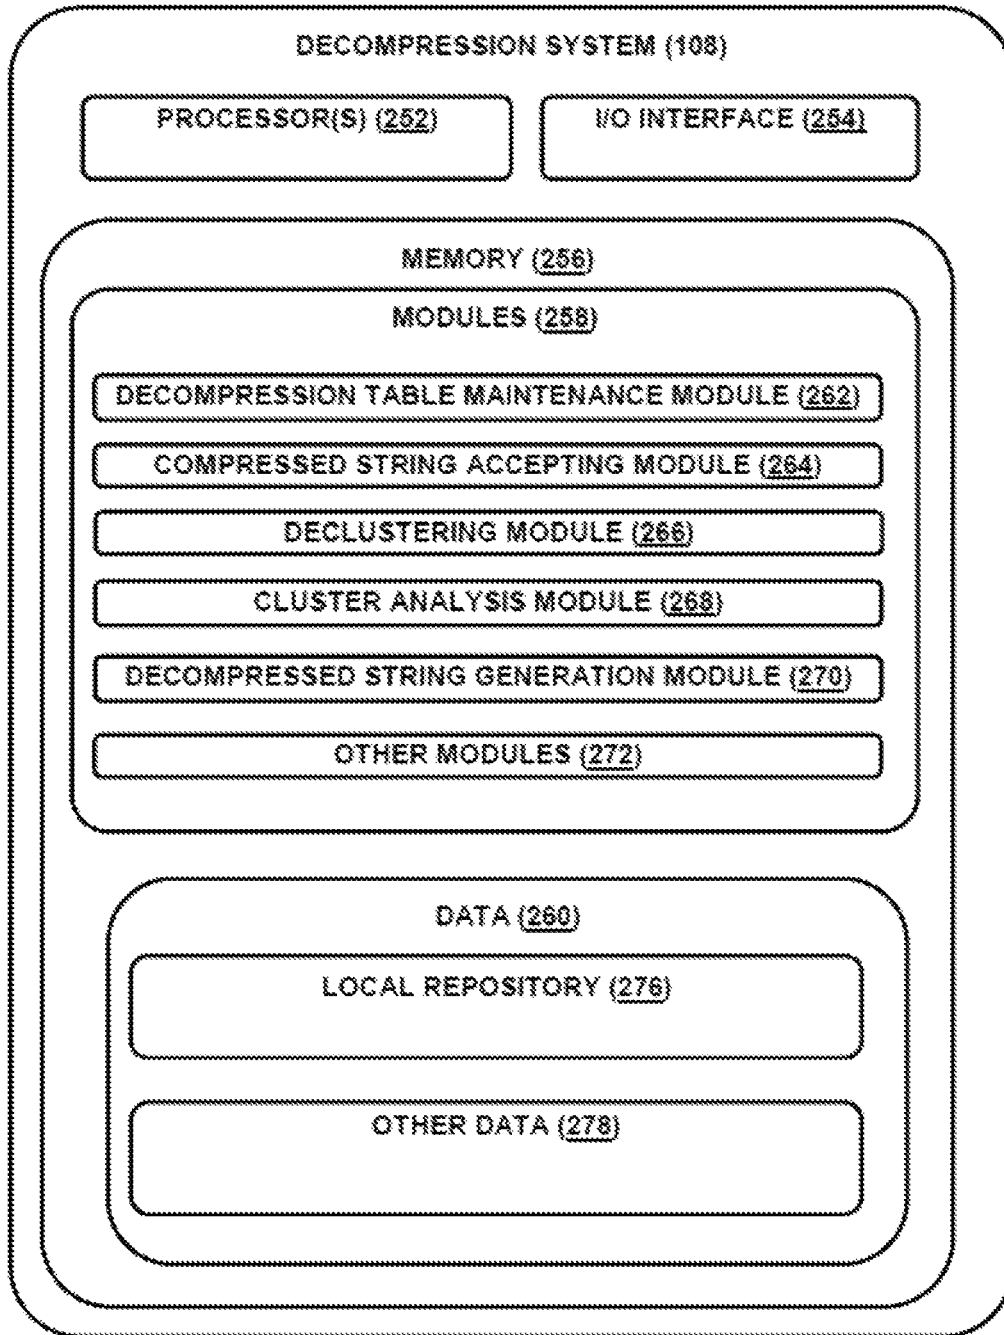 DECOMPRESSION SYSTEM (108)
PROCESSOR(S) (252)
I/O INTERFACE (254)
MEMORY (256)
MODULES (258)
DECOMPRESSION TABLE MAINTENANCE MODULE (262)
COMPRESSED STRING ACCEPTING MODULE (264)
DECLUSTERING MODULE (266)
CLUSTER ANALYSIS MODULE (268)
DECOMPRESSED STRING GENERATION MODULE (270)
OTHER MODULES (272)
DATA (260)
LOCAL REPOSITORY (276)
OTHER DATA (278)